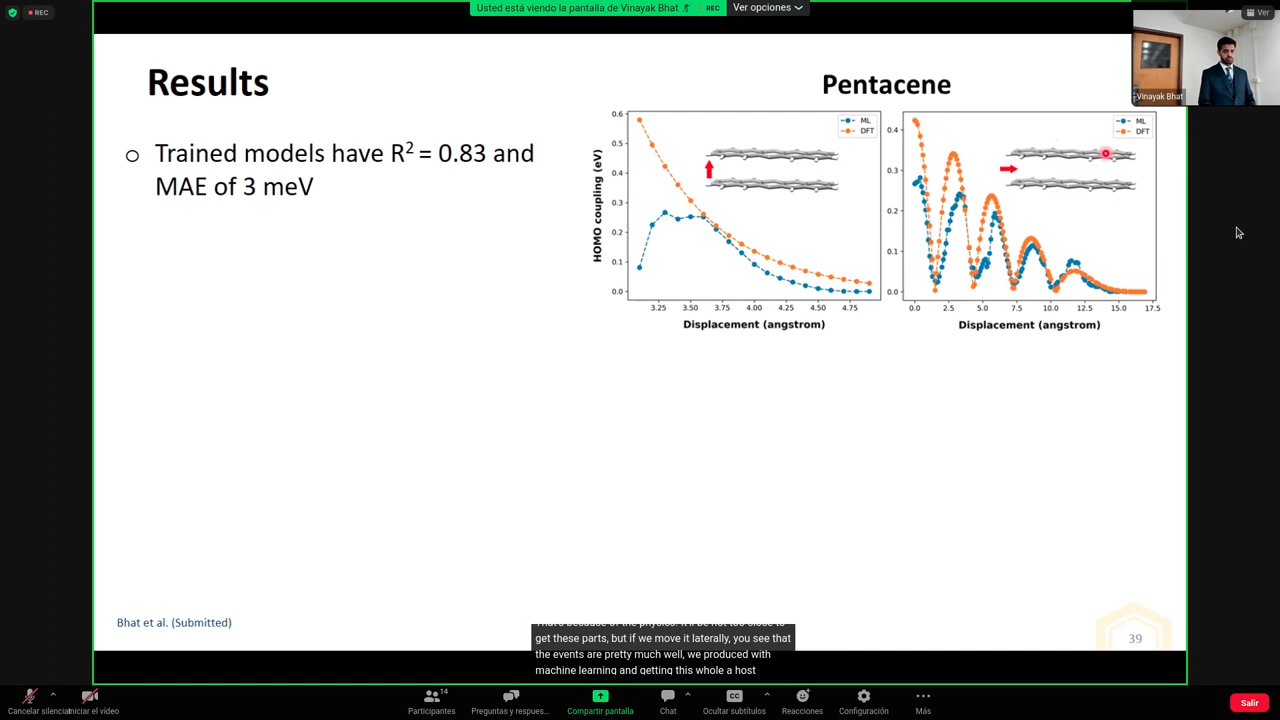 Usted está viendo la pantalla de Vinayak Bhat
REC
Ver opciones
REC
Ver
Vinayak Bhat
Results
Pentacene
Trained models have R² = 0.83 and
MAE of 3 meV
HOMO coupling (eV)
0.6
0.5
0.4
0.3
0.2
0.1
0.0
ML
DFT
3.25 3.50 3.75 4.00 4.25 4.50 4.75
Displacement (angstrom)
0.4
0.3
0.2
0.1
0.0
ML
DFT
0.0 2.5 5.0 7.5 10.0 12.5 15.0 17.5
Displacement (angstrom)
Bhat et al. (Submitted)
39
get these parts, but if we move it laterally, you see that
the events are pretty much well, we produced with
machine learning and getting this whole a host
Cancelar silenciar
Iniciar el vídeo
Participantes
14
Preguntas y respues...
Compartir pantalla
Chat
CC
Ocultar subtítulos
Reacciones
Configuración
Más
Salir